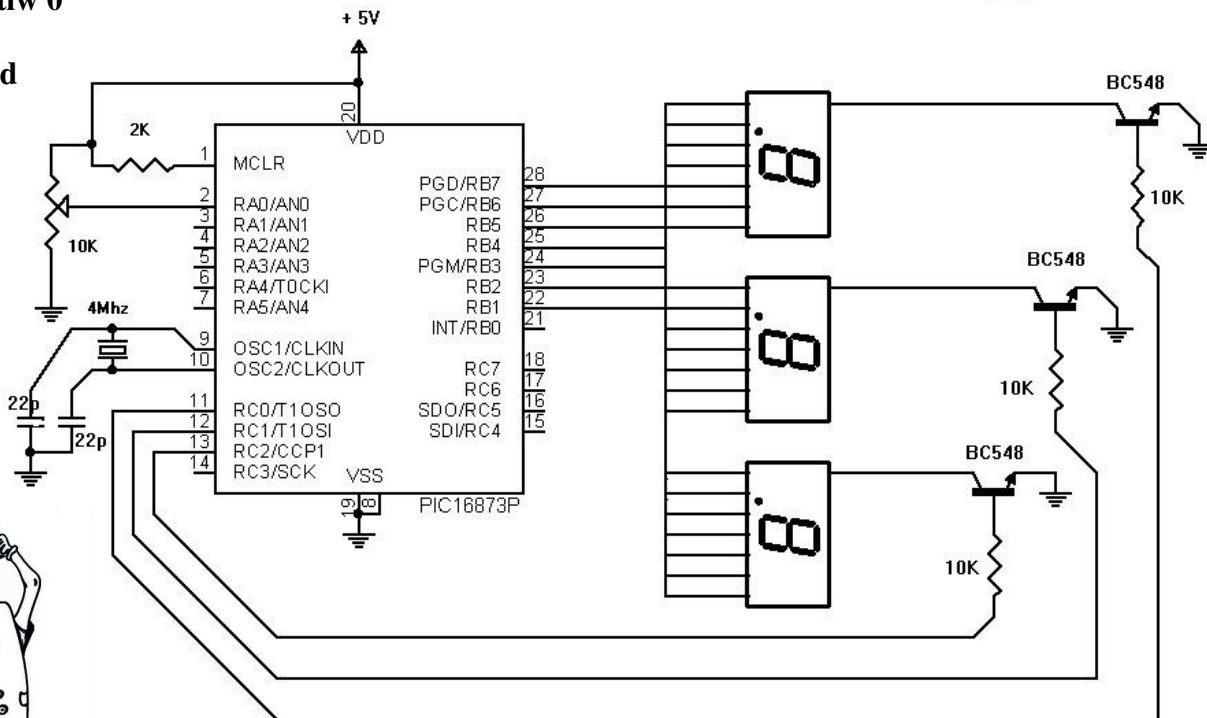 + 5V
d
BC548
2K
20
VDD
1 MCLR
PGD/RB7 28
2 RA0/AN0
PGC/RB6 27
3 RA1/AN1
RB5 26
10K
4 RA2/AN2
RB4 25
5 RA3/AN3
PGM/RB3 24
6 RA4/T0CKI
RB2 23
7 RA5/AN4
RB1 22
INT/RB0 21
10K
BC548
4Mhz
9 OSC1/CLKIN
10 OSC2/CLKOUT
RC7 18
RC6 17
10K
22p
22p
11 RC0/T1OSO
SDO/RC5 16
12 RC1/T1OSI
SDI/RC4 15
13 RC2/CCP1
14 RC3/SCK
VSS
19 8
PIC16873P
BC548
10K